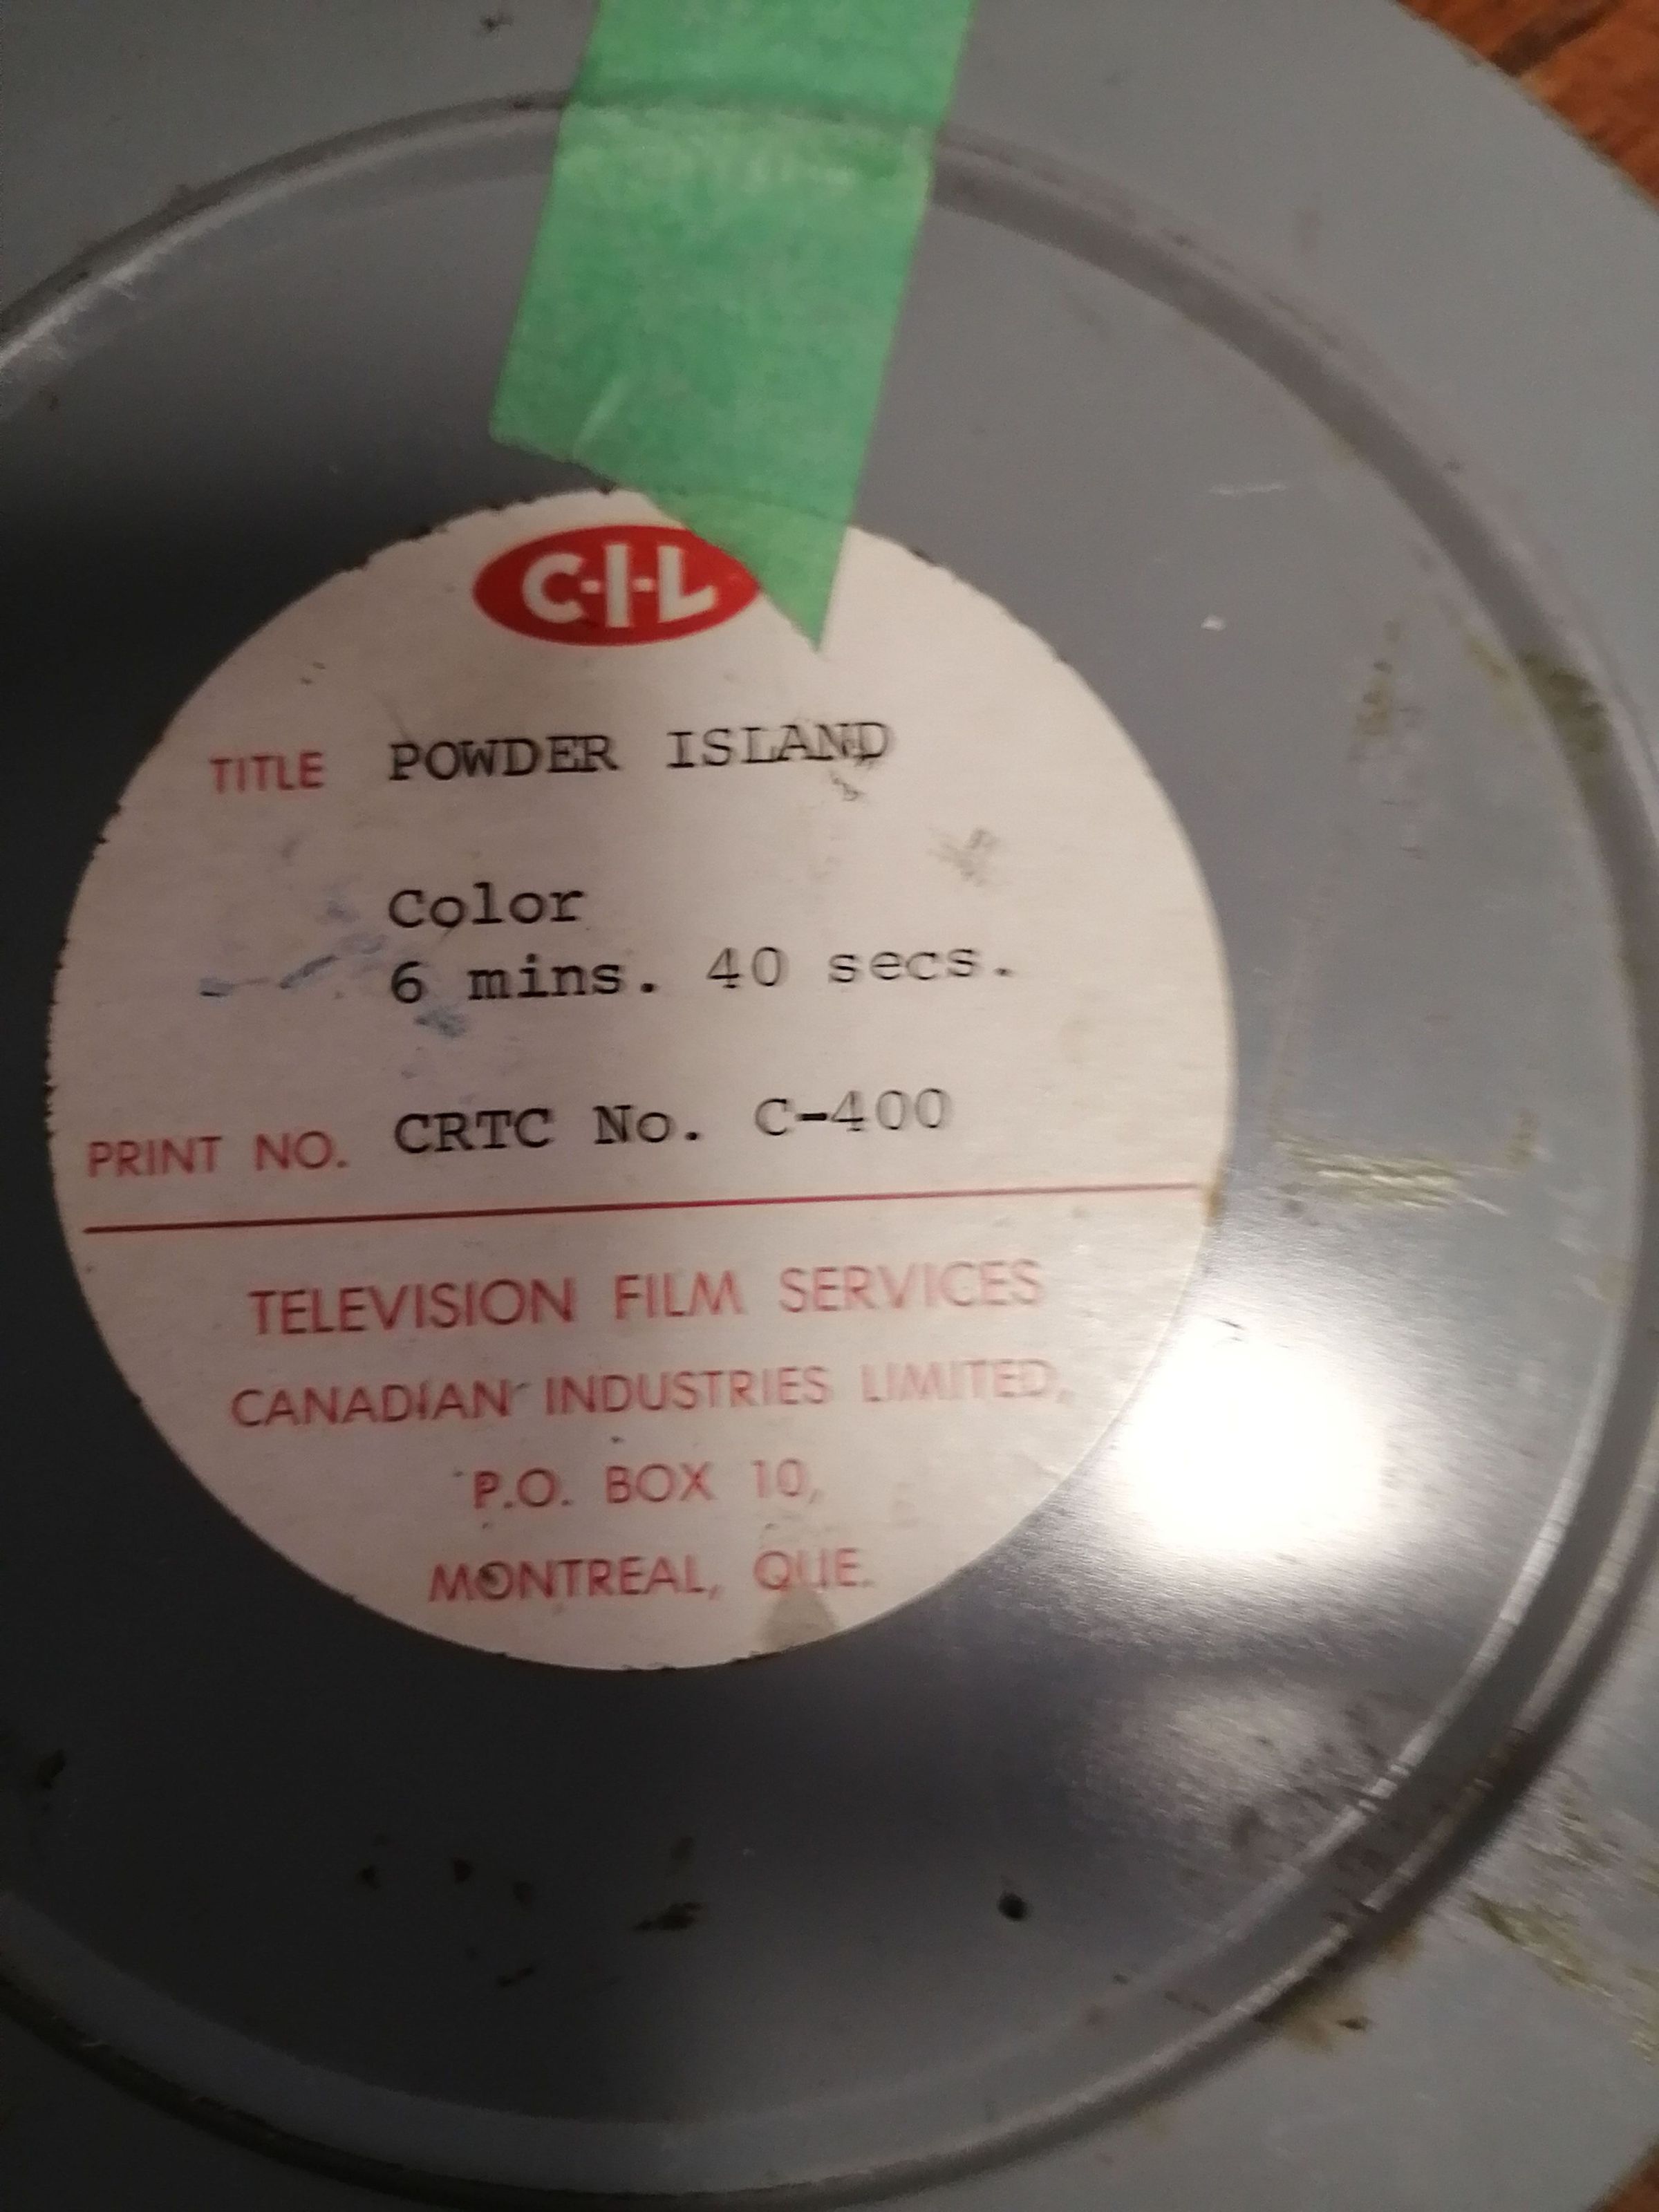 C-I-L
TITLE POWDER ISLAND
Color
6 mins. 40 secs.
PRINT NO. CRTC No. C-400
TELEVISION FILM SERVICES
CANADIAN INDUSTRIES LIMITED,
P.O. BOX 10,
MONTREAL, QUE.